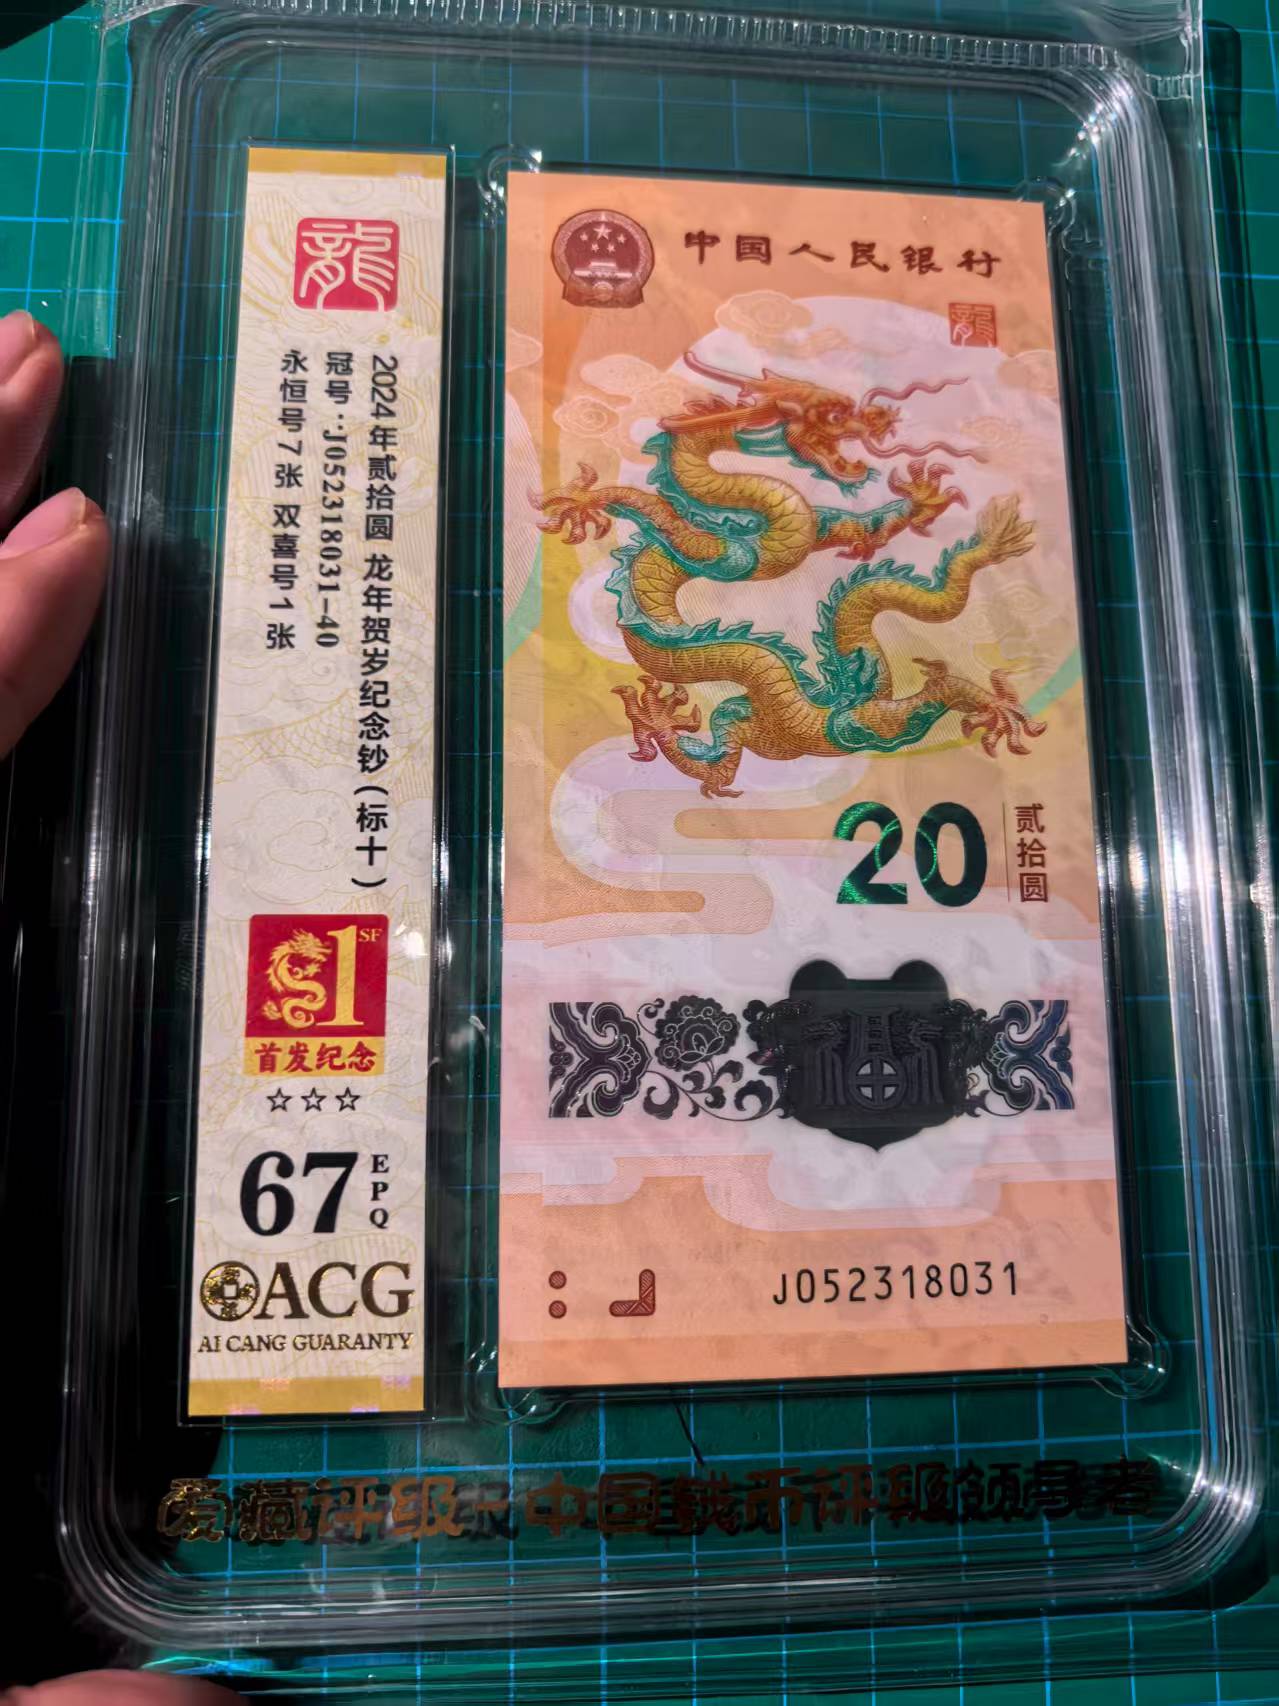 龍
2024年贰拾圆 龙年贺岁纪念钞(标十)
冠号:J052318031-40
永恒号7张 双喜号1张
1
SF
首发纪念
☆☆☆
67
EPQ
ACG
AI CANG GUARANTY
中国人民银行
龍
20
贰拾圆
J052318031
爱藏评级-中国钱币评级领导者